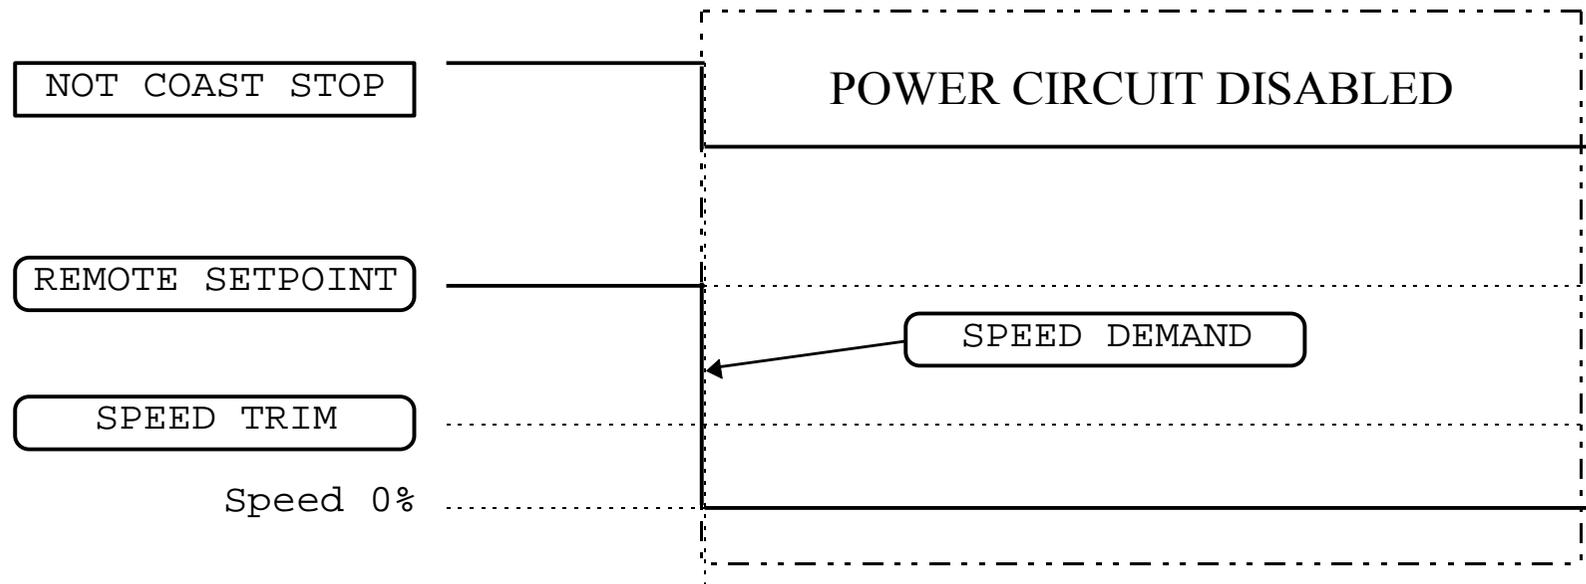 NOT COAST STOP
POWER CIRCUIT DISABLED
REMOTE SETPOINT
SPEED DEMAND
SPEED TRIM
Speed 0%